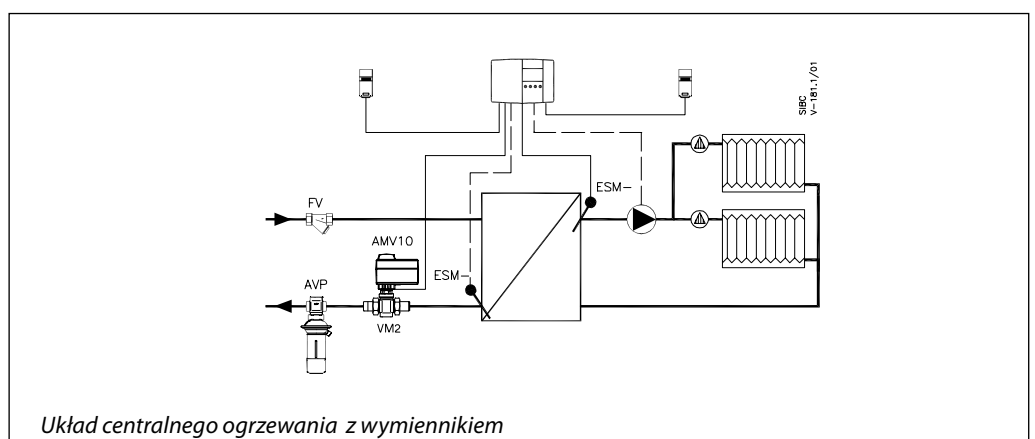 SIBC
V-181.1/01
ESM-
FV
AMV10
ESM-
AVP
VM2
Układ centralnego ogrzewania z wymiennikiem